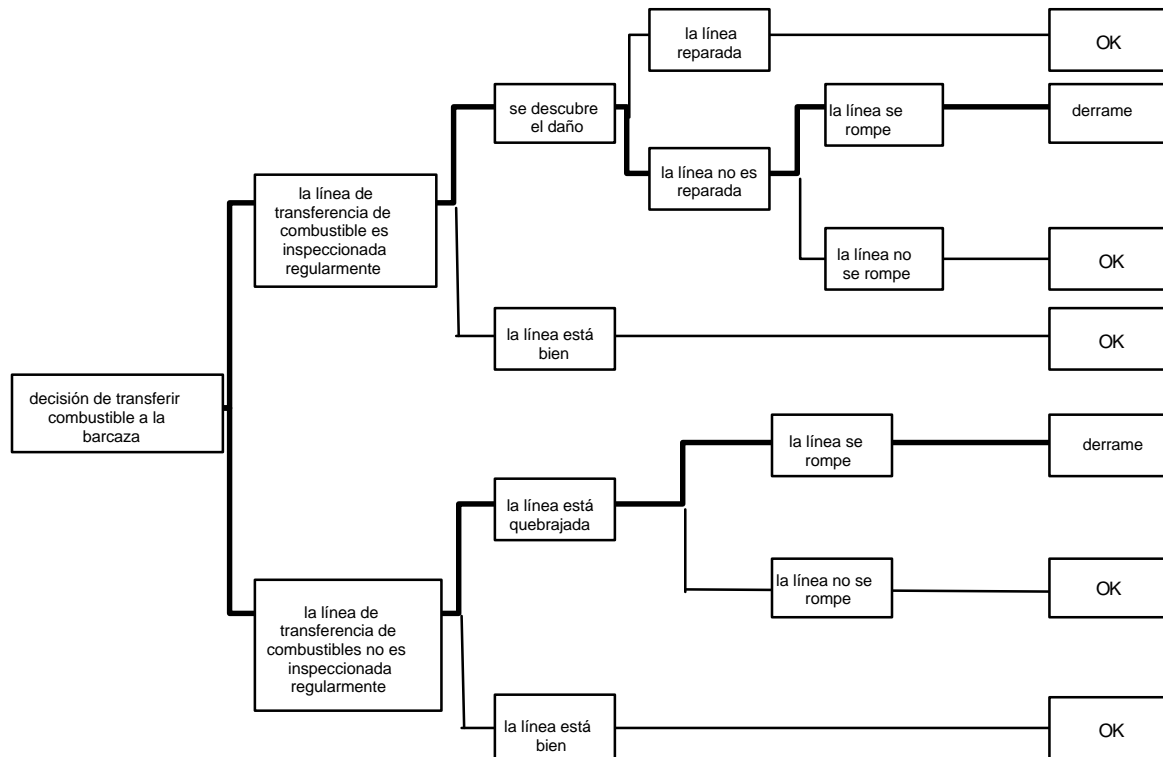 decisión de transferir
combustible a la
barcaza
la línea de
transferencia de
combustible es
inspeccionada
regularmente
se descubre
el daño
la línea
reparada
OK
la línea no es
reparada
la línea se
rompe
derrame
la línea no
se rompe
OK
la línea está
bien
OK
la línea de
transferencia de
combustibles no es
inspeccionada
regularmente
la línea está
quebrajada
la línea se
rompe
derrame
la línea no se
rompe
OK
la línea está
bien
OK